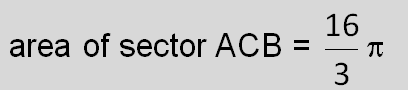 area of sector ACB = 16/3 π